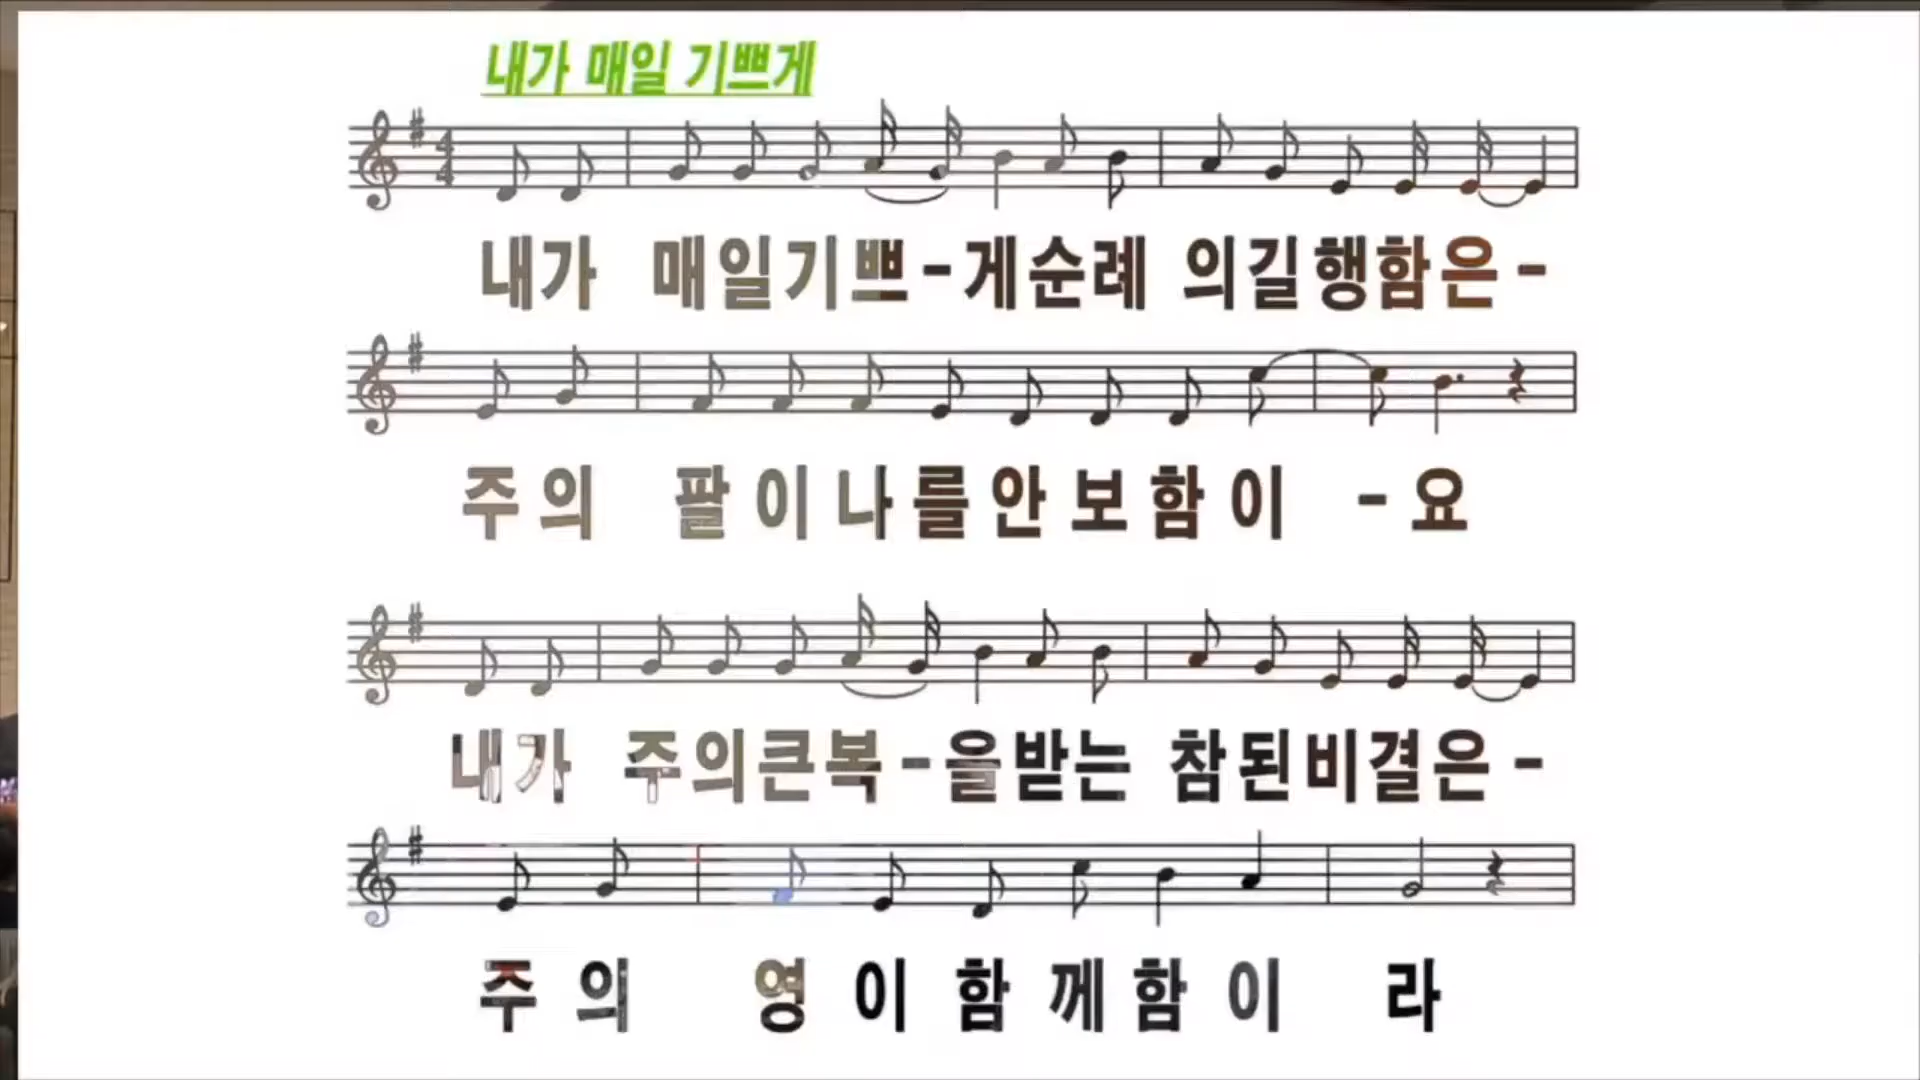 내가 매일 기쁘게
4
4
내가 매일기쁘-게순례 의길행함은-
주의 팔이나를안보함이 -요
내가 주의큰복-을받는 참된비결은-
주의 영이함께함이 라